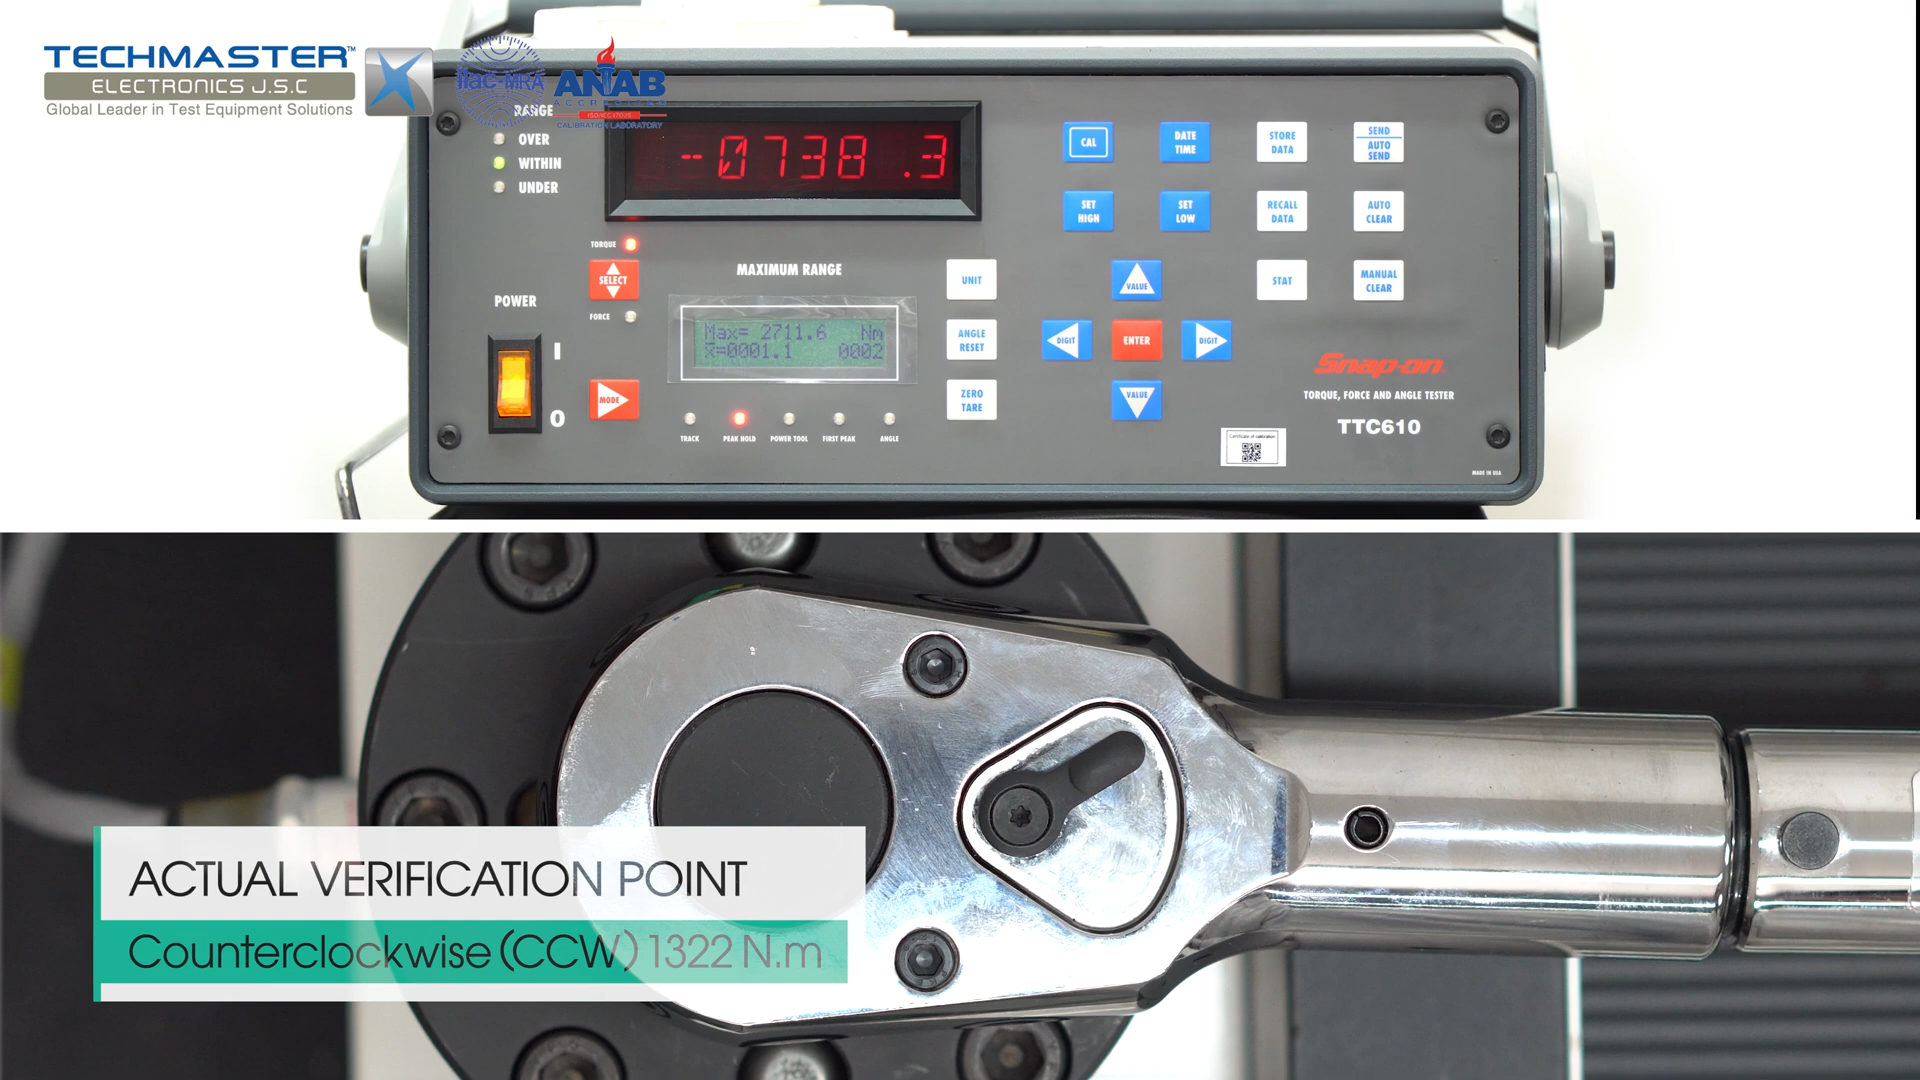 TECHMASTER™
ELECTRONICS J.S.C
Global Leader in Test Equipment Solutions
ilac-MRA
ANAB
ACCREDITED
ISO/IEC 17025
CALIBRATION LABORATORY
RANGE
OVER
WITHIN
UNDER
-0738 .3
TORQUE
SELECT
FORCE
POWER
I
O
MODE
MAXIMUM RANGE
Max= 2711.6 Nm
x̄=0001.1 0002
TRACK
PEAK HOLD
POWER TOOL
FIRST PEAK
ANGLE
UNIT
ANGLE
RESET
ZERO
TARE
CAL
DATE
TIME
STORE
DATA
SEND
AUTO
SEND
SET
HIGH
SET
LOW
RECALL
DATA
AUTO
CLEAR
VALUE
STAT
MANUAL
CLEAR
DIGIT
ENTER
DIGIT
VALUE
Snap-on
TORQUE, FORCE AND ANGLE TESTER
TTC610
Certificate of calibration
MADE IN USA
ACTUAL VERIFICATION POINT
Counterclockwise (CCW) 1322 N.m